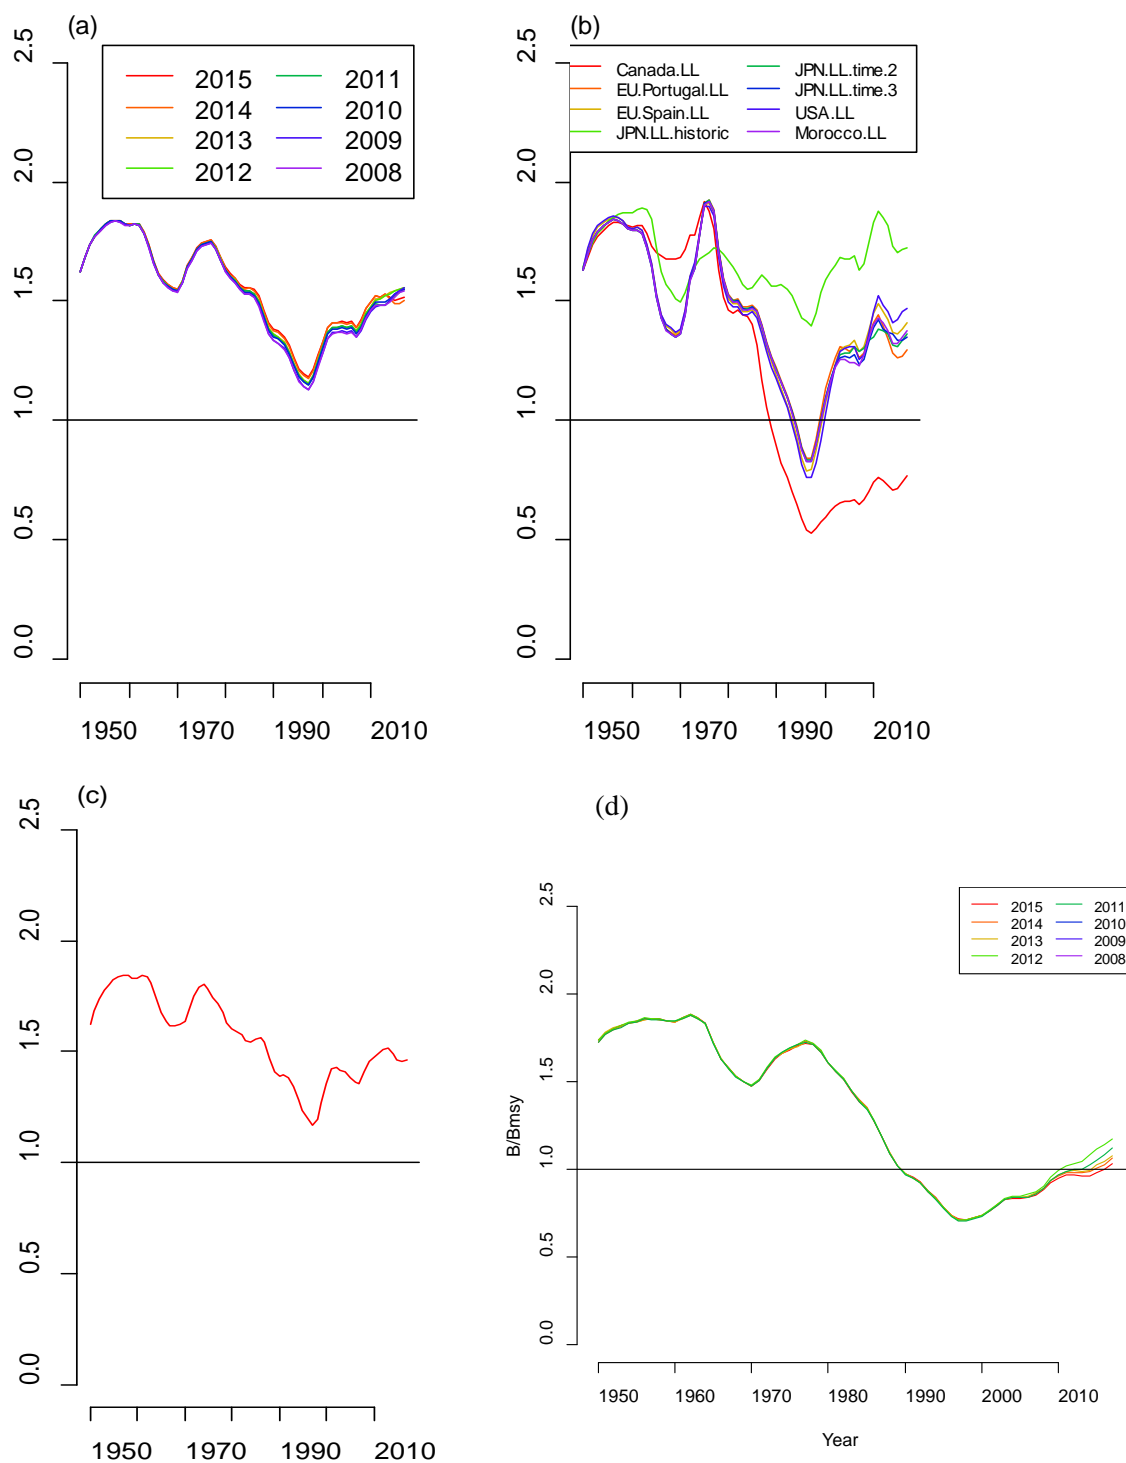 (a)
2.5
2.0
1.5
1.0
0.5
0.0
2015 2011
2014 2010
2013 2009
2012 2008
1950 1970 1990 2010
(b)
2.5
2.0
1.5
1.0
0.5
0.0
Canada.LL JPN.LL.time.2
EU.Portugal.LL JPN.LL.time.3
EU.Spain.LL USA.LL
JPN.LL.historic Morocco.LL
1950 1970 1990 2010
(c)
2.5
2.0
1.5
1.0
0.5
0.0
1950 1970 1990 2010
(d)
B/Bmsy
2.5
2.0
1.5
1.0
0.5
0.0
2015 2011
2014 2010
2013 2009
2012 2008
1950 1960 1970 1980 1990 2000 2010
Year